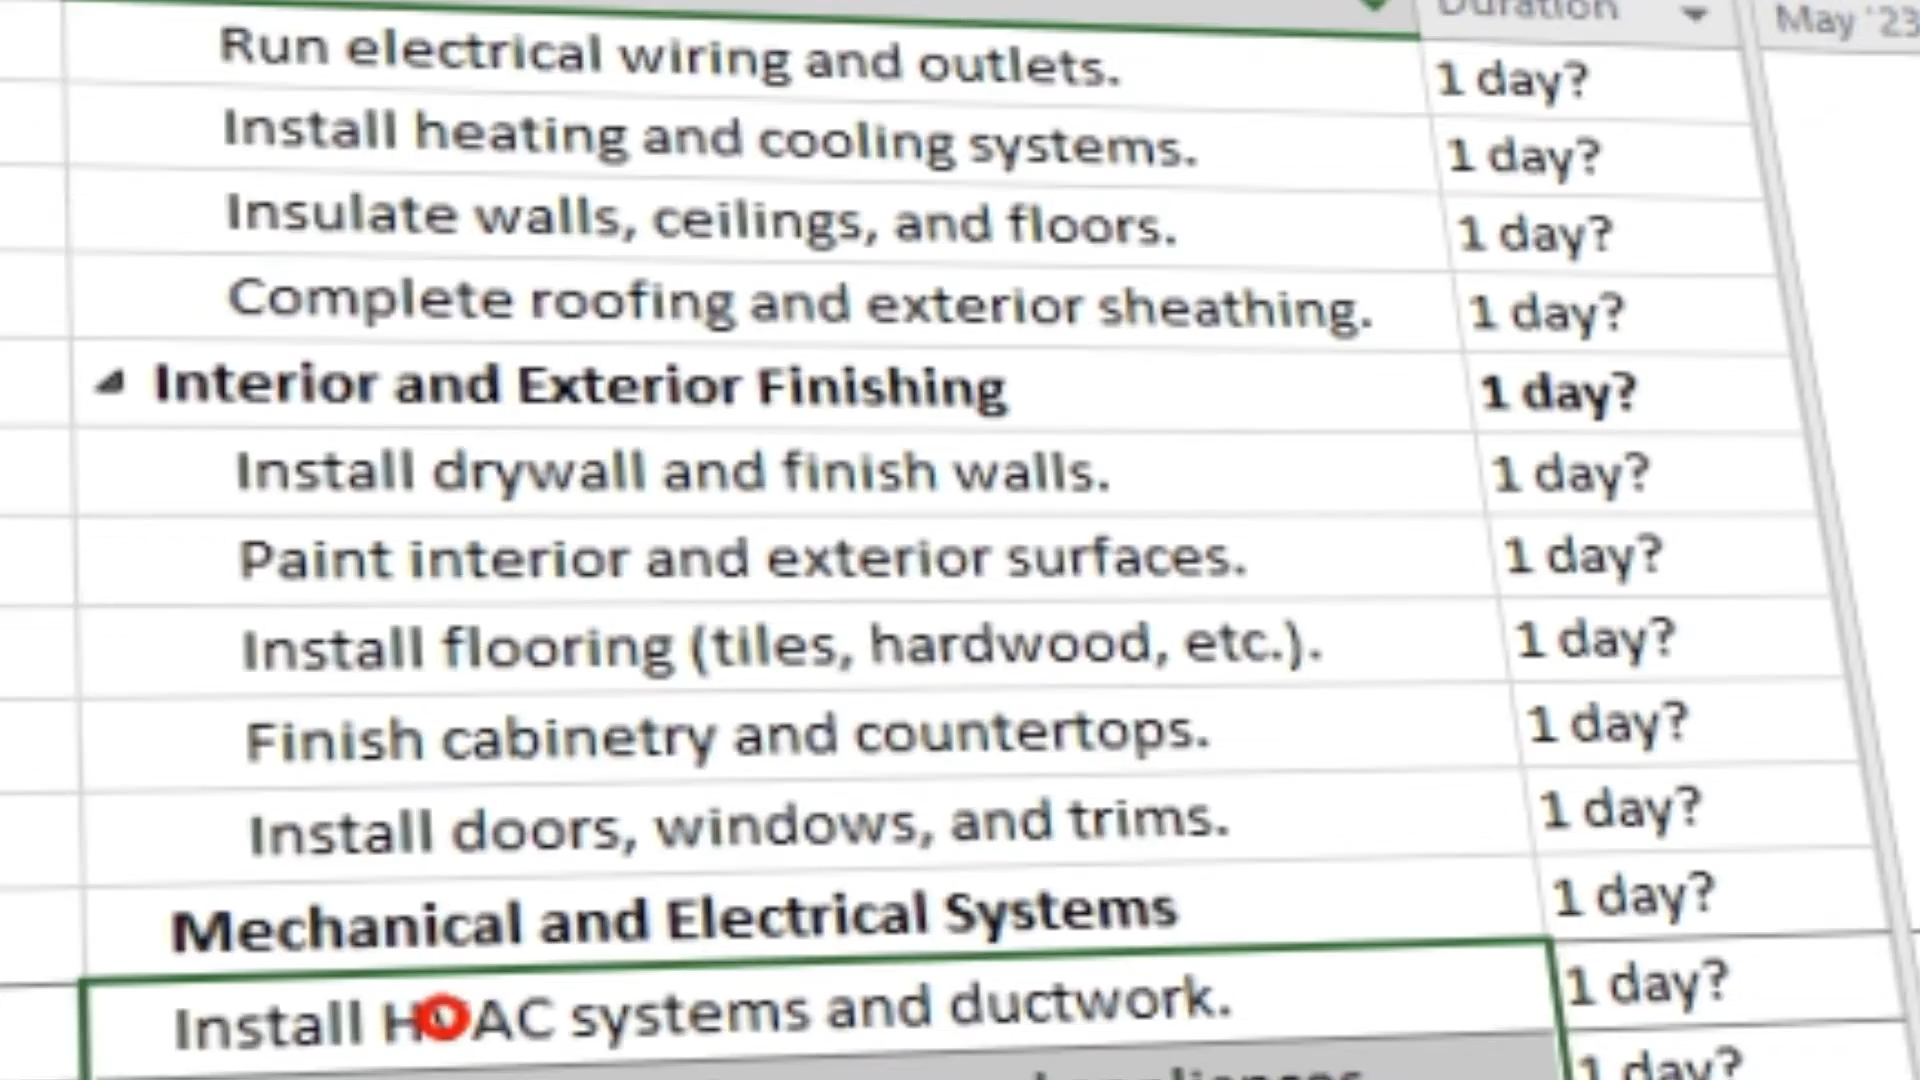 Duration
May '23
Run electrical wiring and outlets. 1 day?
Install heating and cooling systems. 1 day?
Insulate walls, ceilings, and floors. 1 day?
Complete roofing and exterior sheathing. 1 day?
Interior and Exterior Finishing 1 day?
Install drywall and finish walls. 1 day?
Paint interior and exterior surfaces. 1 day?
Install flooring (tiles, hardwood, etc.). 1 day?
Finish cabinetry and countertops. 1 day?
Install doors, windows, and trims. 1 day?
Mechanical and Electrical Systems 1 day?
Install HVAC systems and ductwork. 1 day?
1 day?